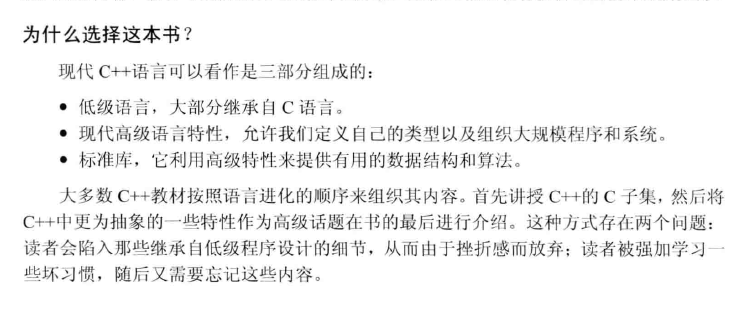 为什么选择这本书？
现代 C++语言可以看作是三部分组成的：
● 低级语言，大部分继承自 C 语言。
● 现代高级语言特性，允许我们定义自己的类型以及组织大规模程序和系统。
● 标准库，它利用高级特性来提供有用的数据结构和算法。
大多数 C++教材按照语言进化的顺序来组织其内容。首先讲授 C++的 C 子集，然后将
C++中更为抽象的一些特性作为高级话题在书的最后进行介绍。这种方式存在两个问题：
读者会陷入那些继承自低级程序设计的细节，从而由于挫折感而放弃；读者被强加学习一
些坏习惯，随后又需要忘记这些内容。